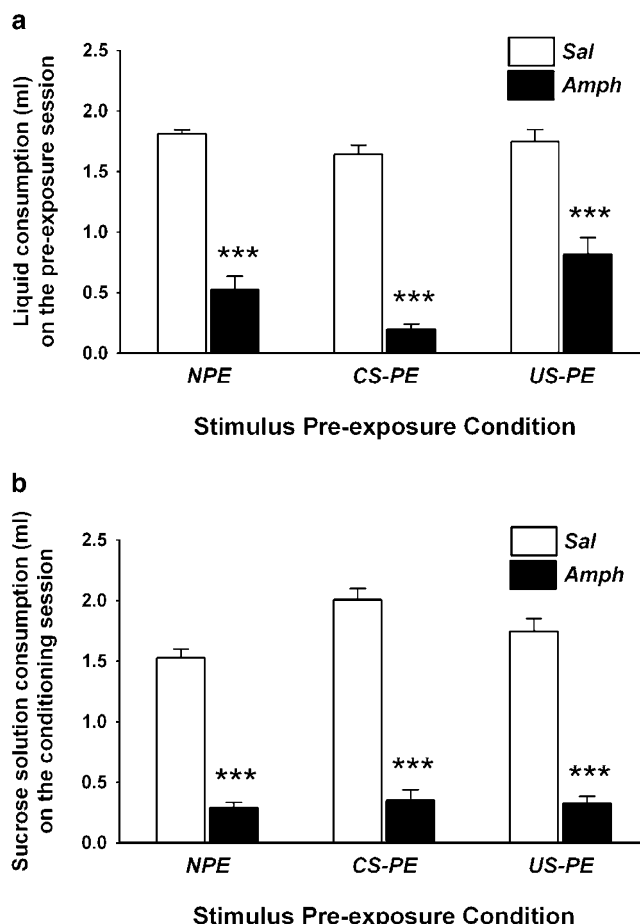 a
Liquid consumption (ml)
on the pre-exposure session
2.5
2.0
1.5
1.0
0.5
0.0
Sal
Amph
***
***
***
NPE
CS-PE
US-PE
Stimulus Pre-exposure Condition
b
Sucrose solution consumption (ml)
on the conditioning session
2.5
2.0
1.5
1.0
0.5
0.0
Sal
Amph
***
***
***
NPE
CS-PE
US-PE
Stimulus Pre-exposure Condition